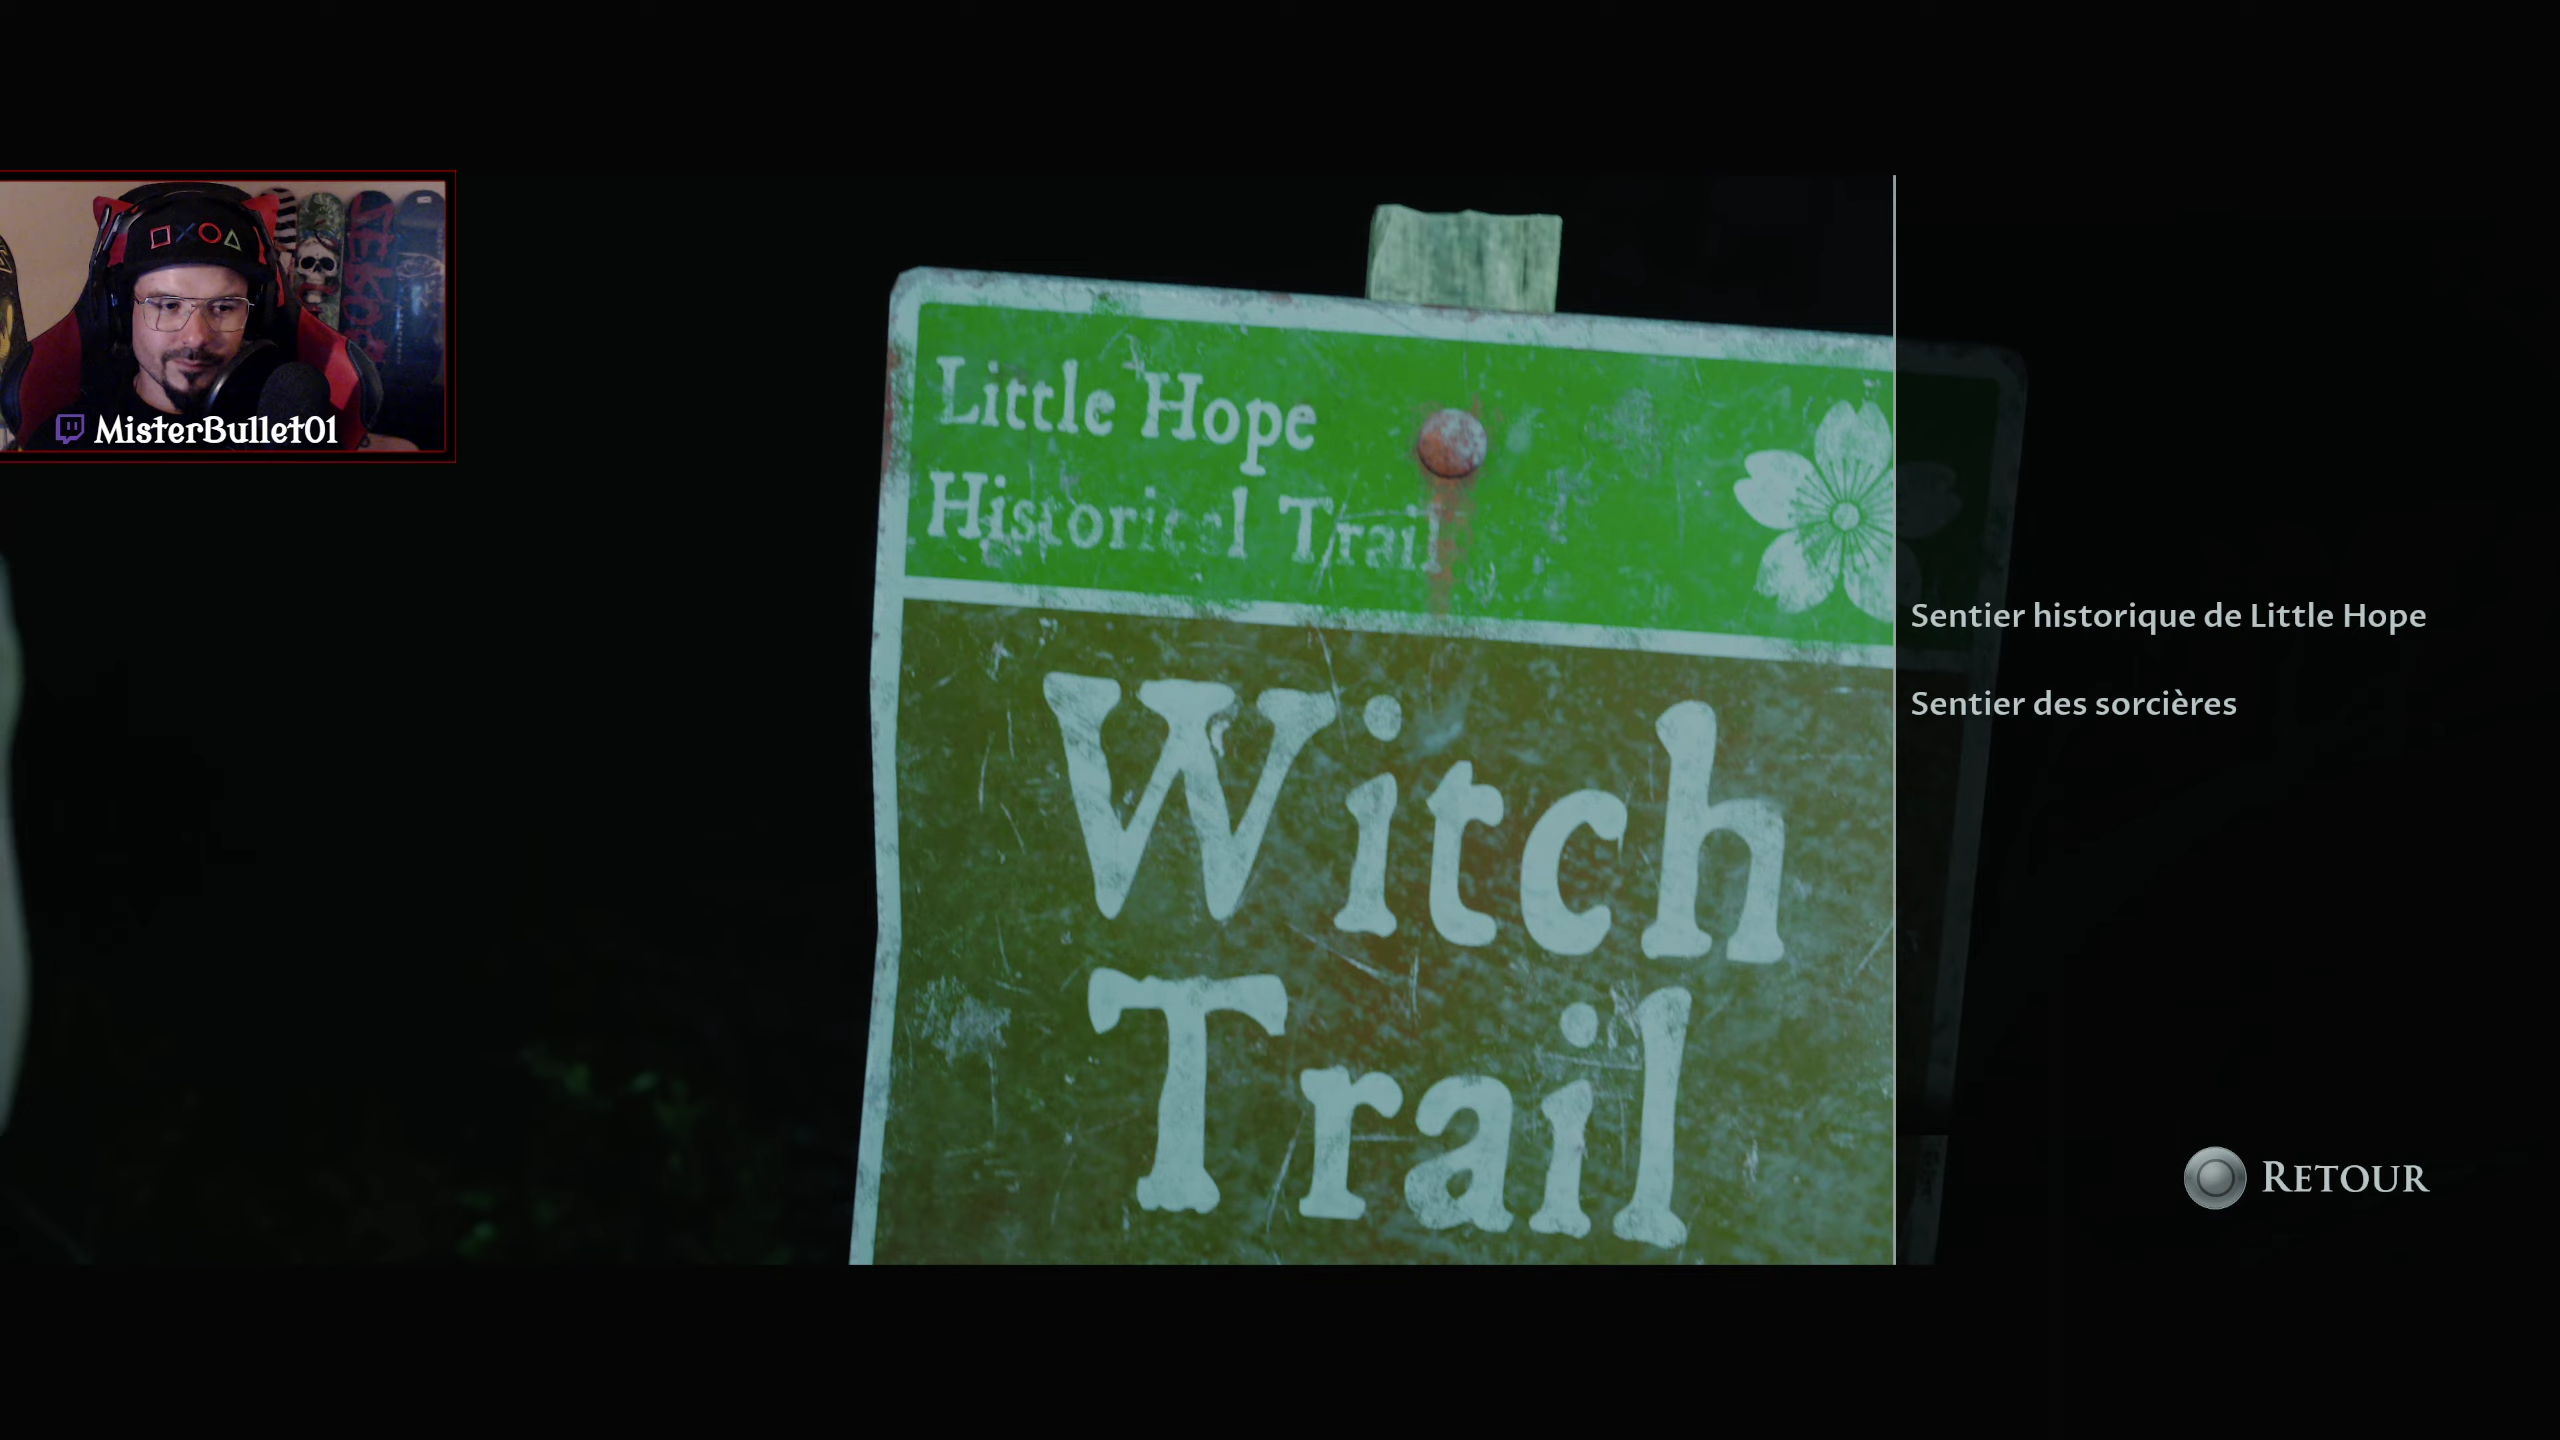 MisterBullet01
Little Hope
Historical Trail
Witch
Trail
Sentier historique de Little Hope
Sentier des sorcières
RETOUR